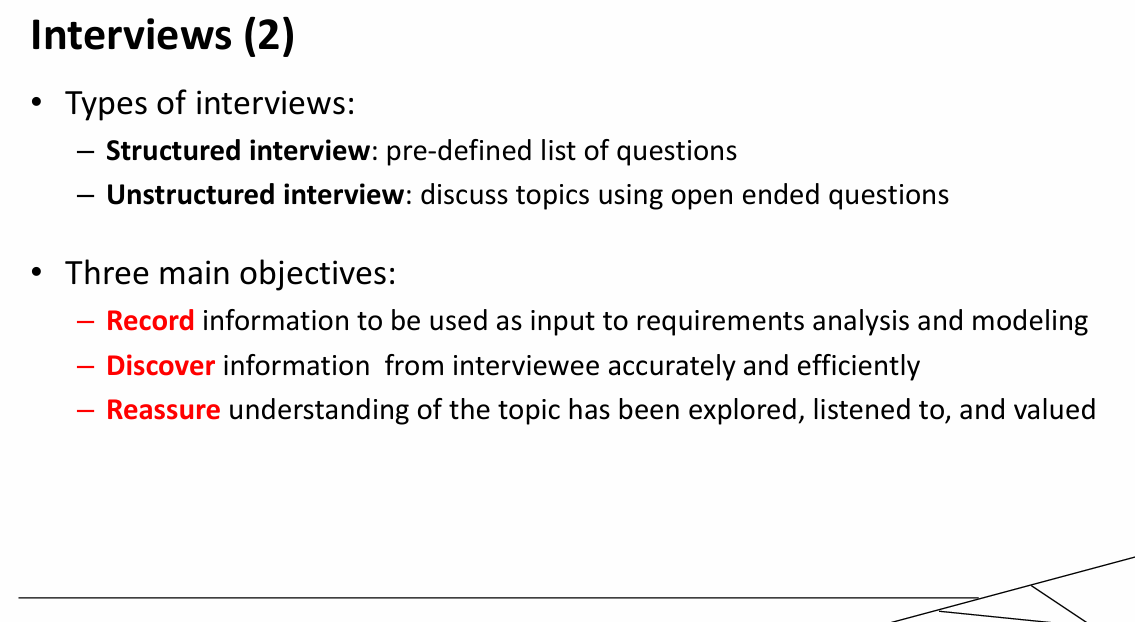 Interviews (2)
• Types of interviews:
– Structured interview: pre-defined list of questions
– Unstructured interview: discuss topics using open ended questions
• Three main objectives:
– Record information to be used as input to requirements analysis and modeling
– Discover information  from interviewee accurately and efficiently
– Reassure understanding of the topic has been explored, listened to, and valued